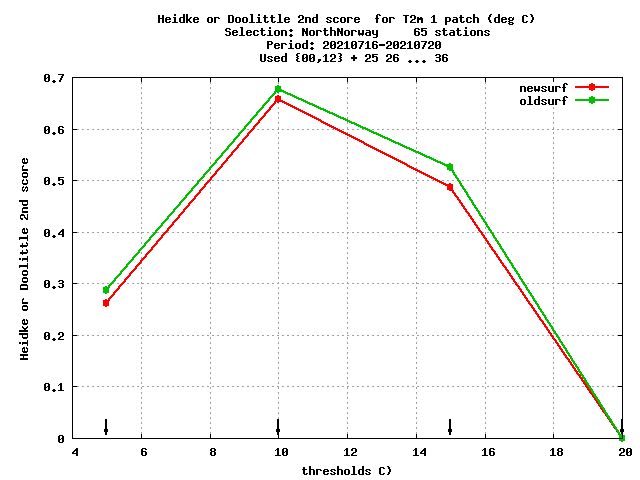 Heidke or Doolittle 2nd score  for T2m 1 patch (deg C)
Selection: NorthNorway     65 stations
Period: 20210716-20210720
Used {00,12} + 25 26 ... 36
newsurf
oldsurf
Heidke or Doolittle 2nd score
0.7
0.6
0.5
0.4
0.3
0.2
0.1
0
4 6 8 10 12 14 16 18 20
thresholds C)